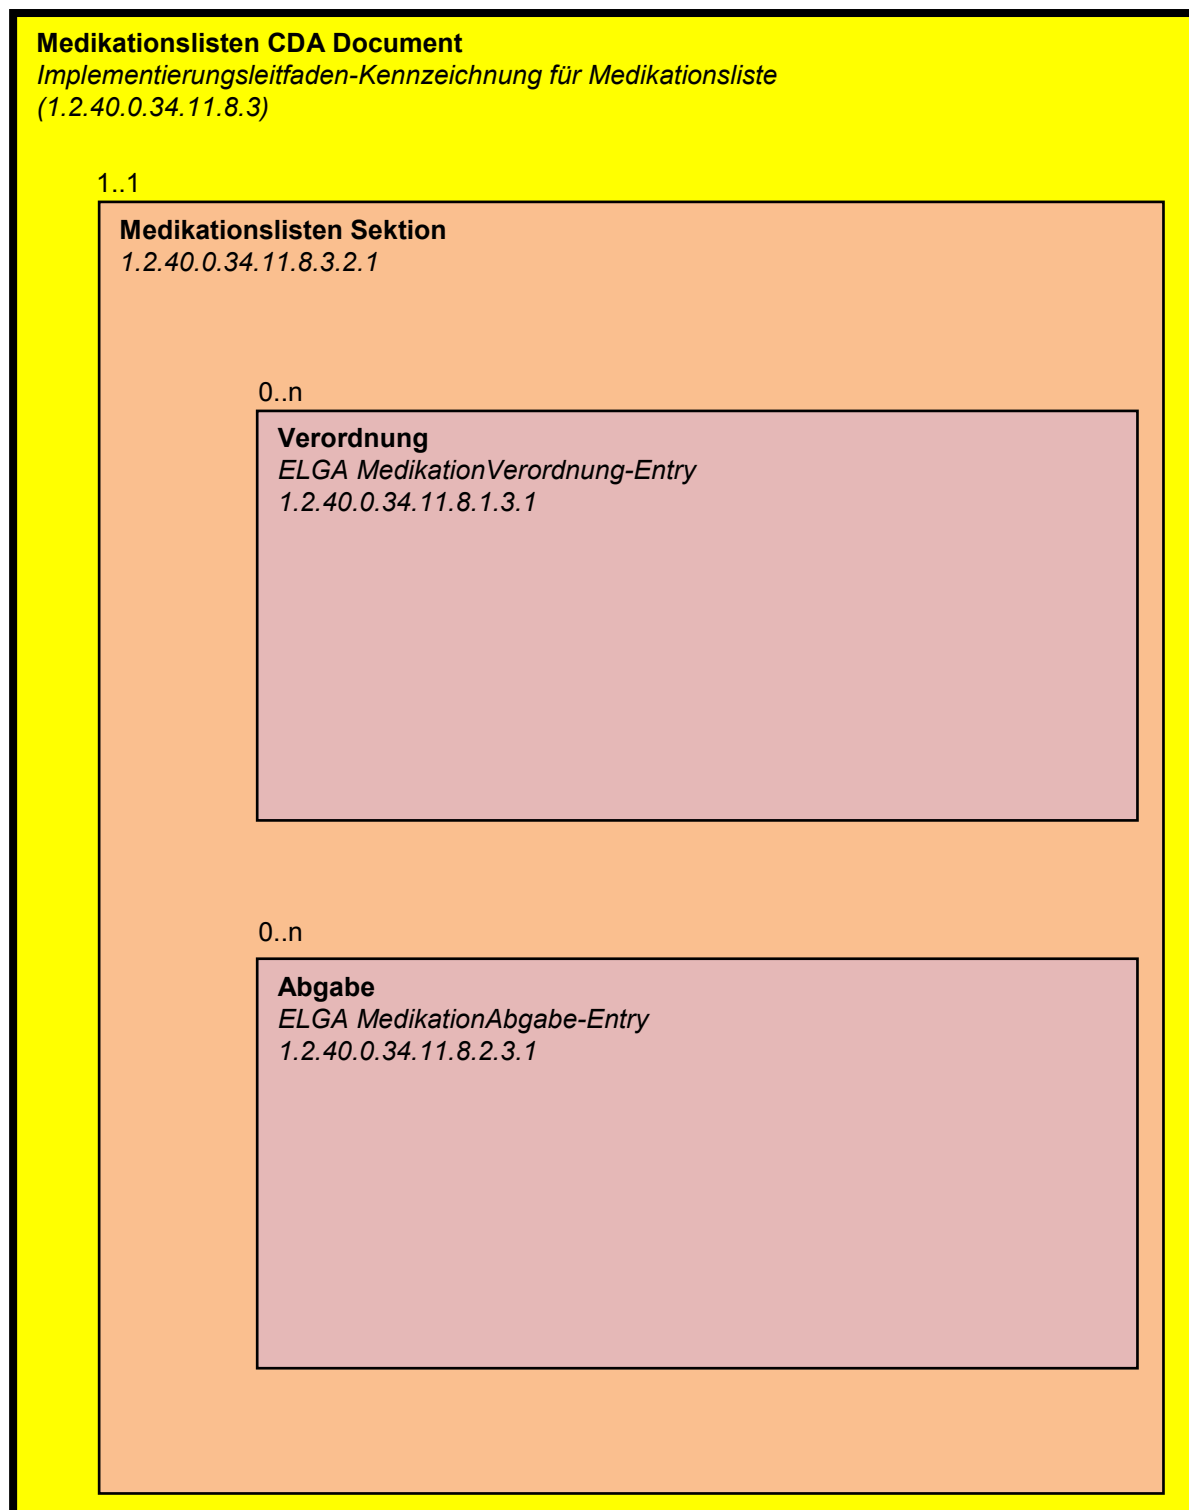 Medikationslisten CDA Document
Implementierungsleitfaden-Kennzeichnung für Medikationsliste
(1.2.40.0.34.11.8.3)
1..1
Medikationslisten Sektion
1.2.40.0.34.11.8.3.2.1
0..n
Verordnung
ELGA MedikationVerordnung-Entry
1.2.40.0.34.11.8.1.3.1
0..n
Abgabe
ELGA MedikationAbgabe-Entry
1.2.40.0.34.11.8.2.3.1